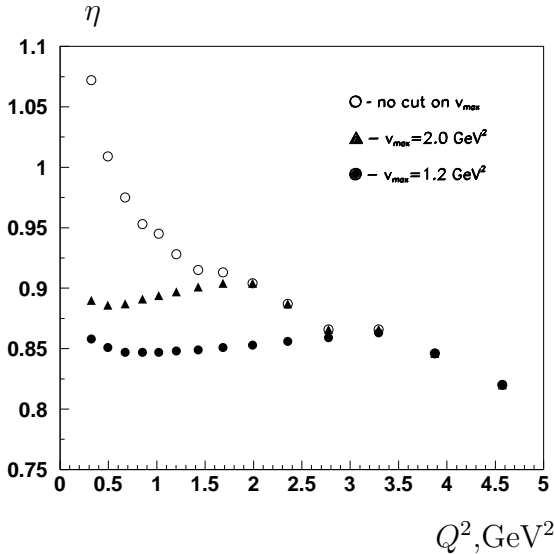 η
1.1
1.05
1
0.95
0.9
0.85
0.8
0.75
○ - no cut on v_max
▲ - v_max=2.0 GeV²
● - v_max=1.2 GeV²
0 0.5 1 1.5 2 2.5 3 3.5 4 4.5 5
Q²,GeV²